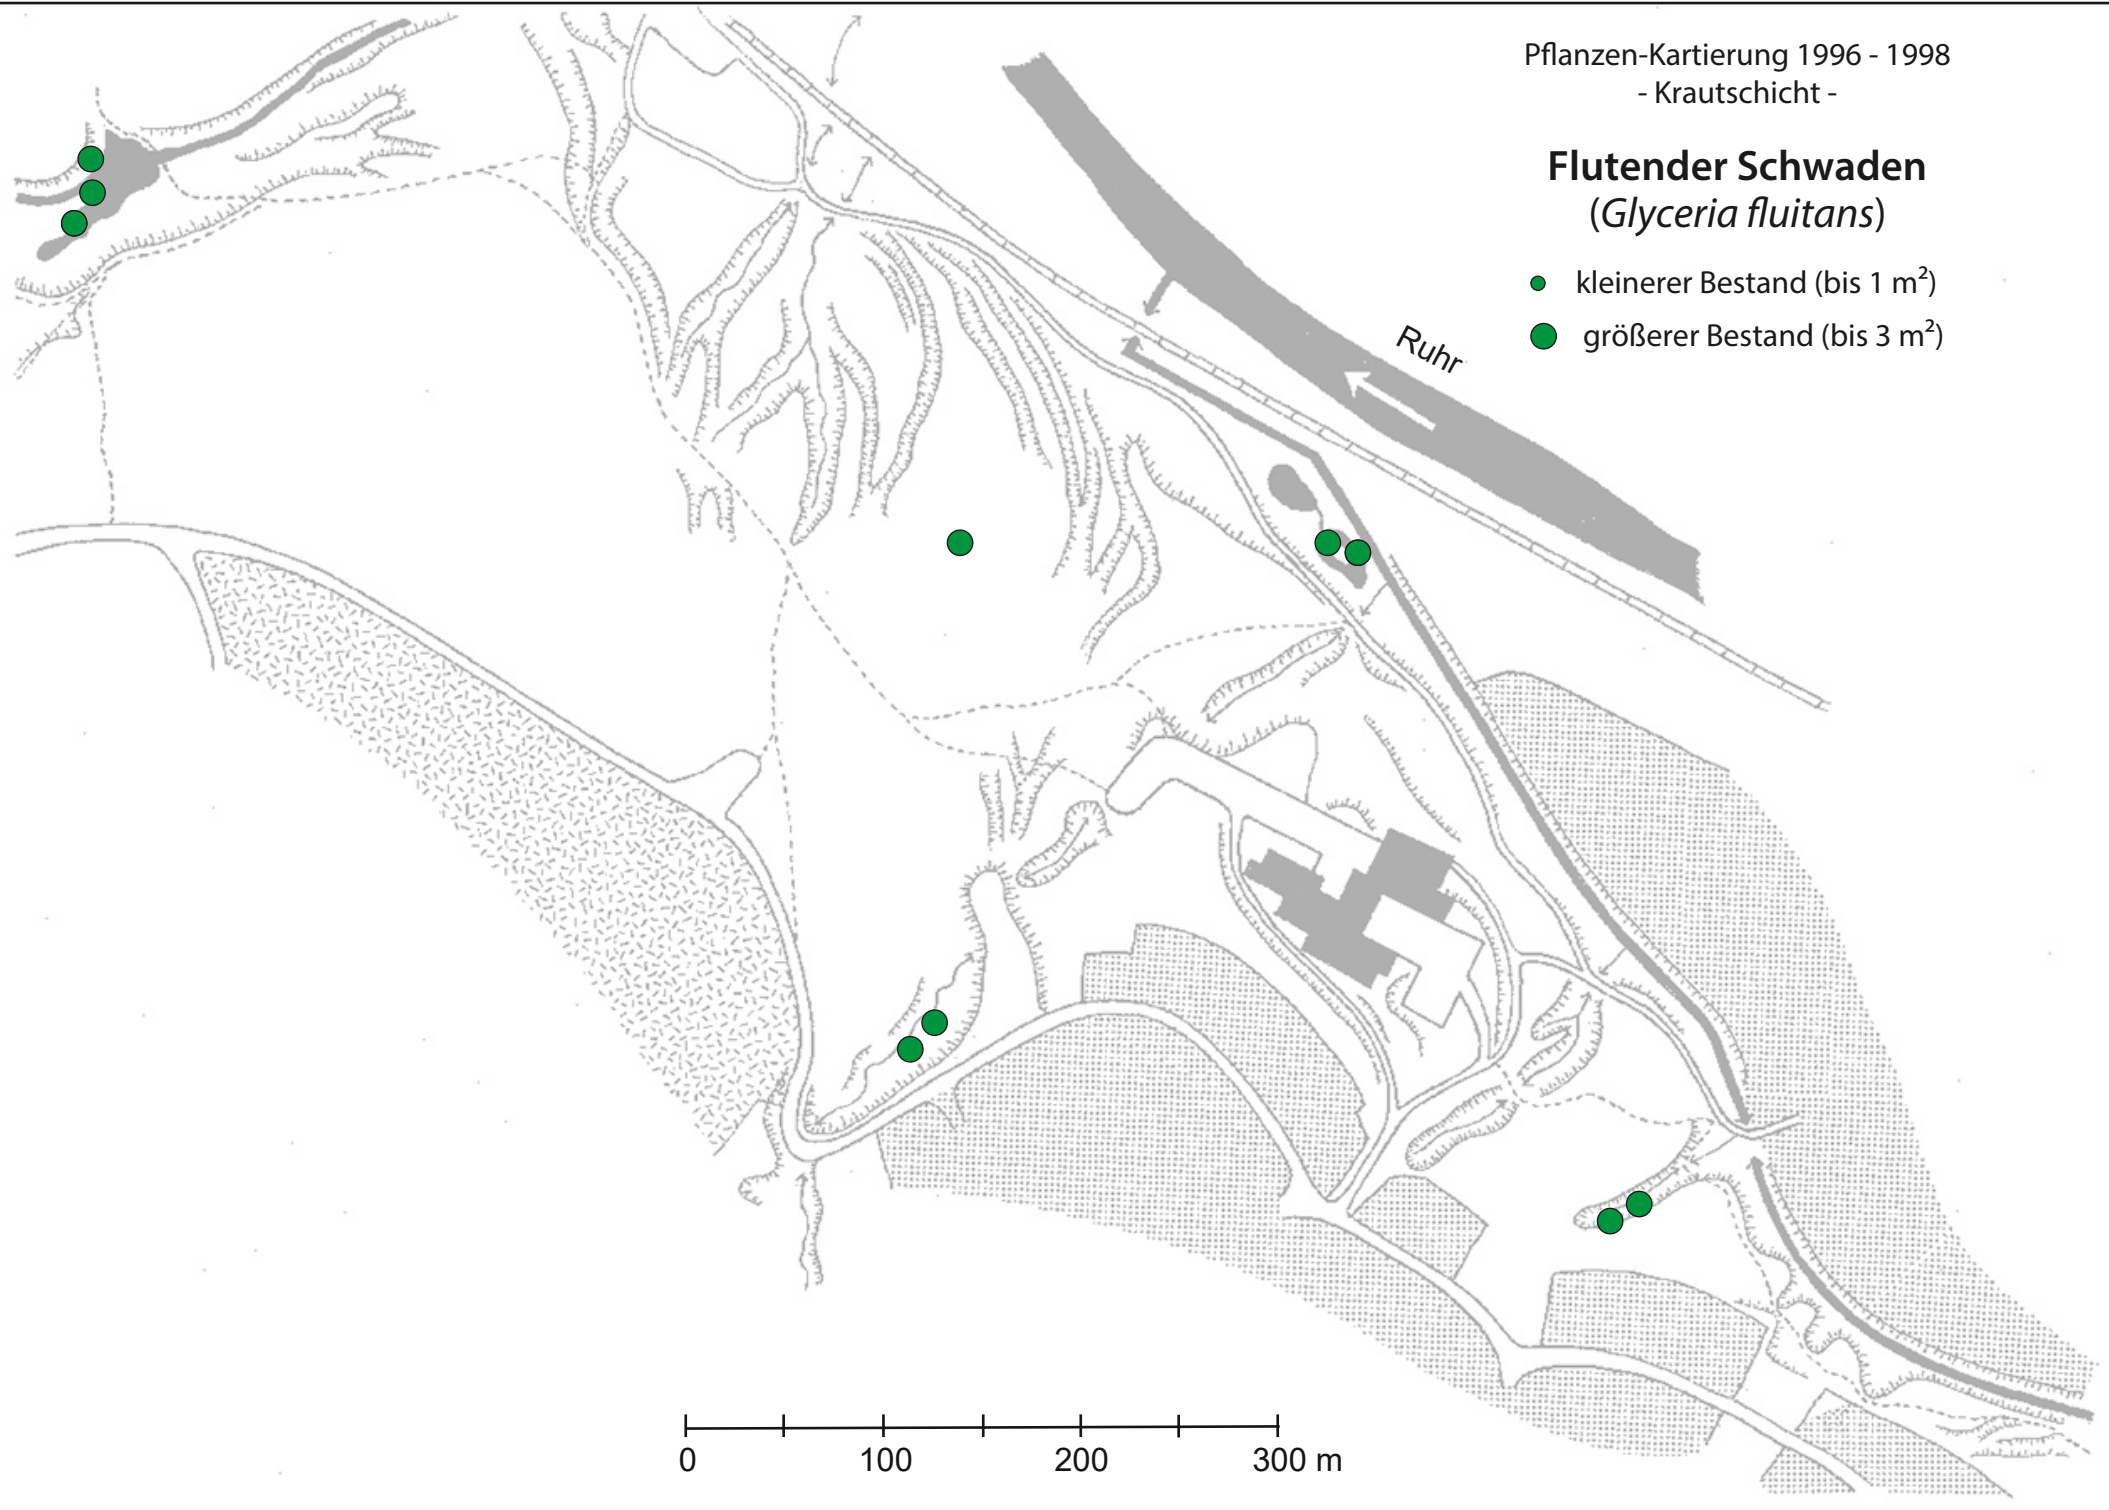 Pflanzen-Kartierung 1996 - 1998
- Krautschicht -
Flutender Schwaden
(Glyceria fluitans)
kleinerer Bestand (bis 1 m²)
größerer Bestand (bis 3 m²)
Ruhr
0 100 200 300 m